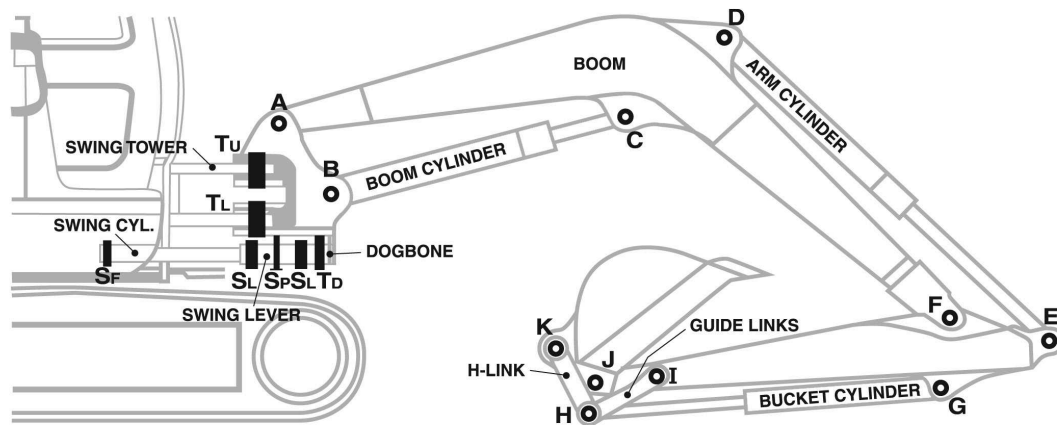 D
BOOM
ARM CYLINDER
A
C
TU
SWING TOWER
B
BOOM CYLINDER
TL
SWING CYL.
DOGBONE
SF
SL SP SL TD
SWING LEVER
F
E
K
GUIDE LINKS
J
H-LINK
I
H
BUCKET CYLINDER
G